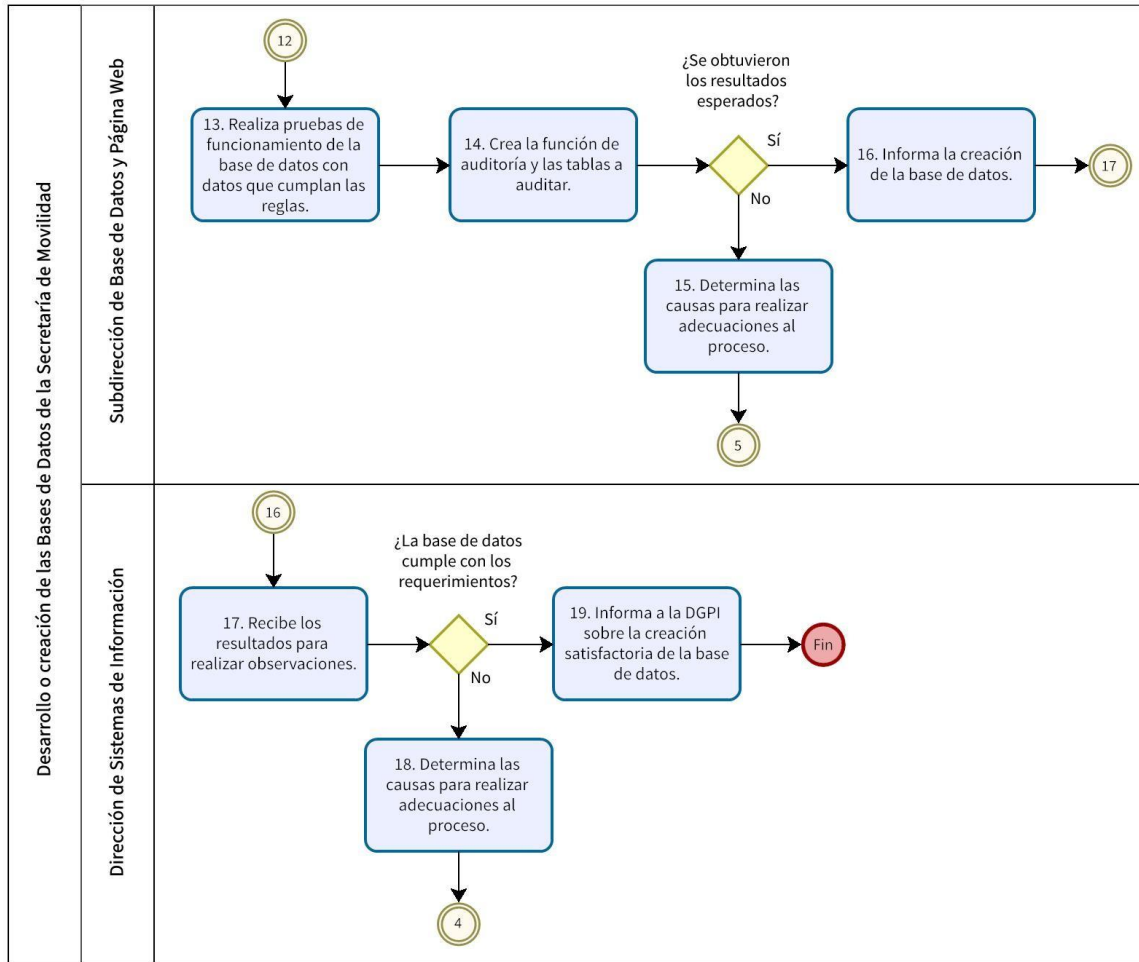 Desarrollo o creación de las Bases de Datos de la Secretaría de Movilidad
Subdirección de Base de Datos y Página Web
12
13. Realiza pruebas de
funcionamiento de la
base de datos con
datos que cumplan las
reglas.
14. Crea la función de
auditoría y las tablas a
auditar.
¿Se obtuvieron
los resultados
esperados?
Sí
No
16. Informa la creación
de la base de datos.
17
15. Determina las
causas para realizar
adecuaciones al
proceso.
5
Dirección de Sistemas de Información
16
17. Recibe los
resultados para
realizar observaciones.
¿La base de datos
cumple con los
requerimientos?
Sí
No
19. Informa a la DGPI
sobre la creación
satisfactoria de la base
de datos.
Fin
18. Determina las
causas para realizar
adecuaciones al
proceso.
4